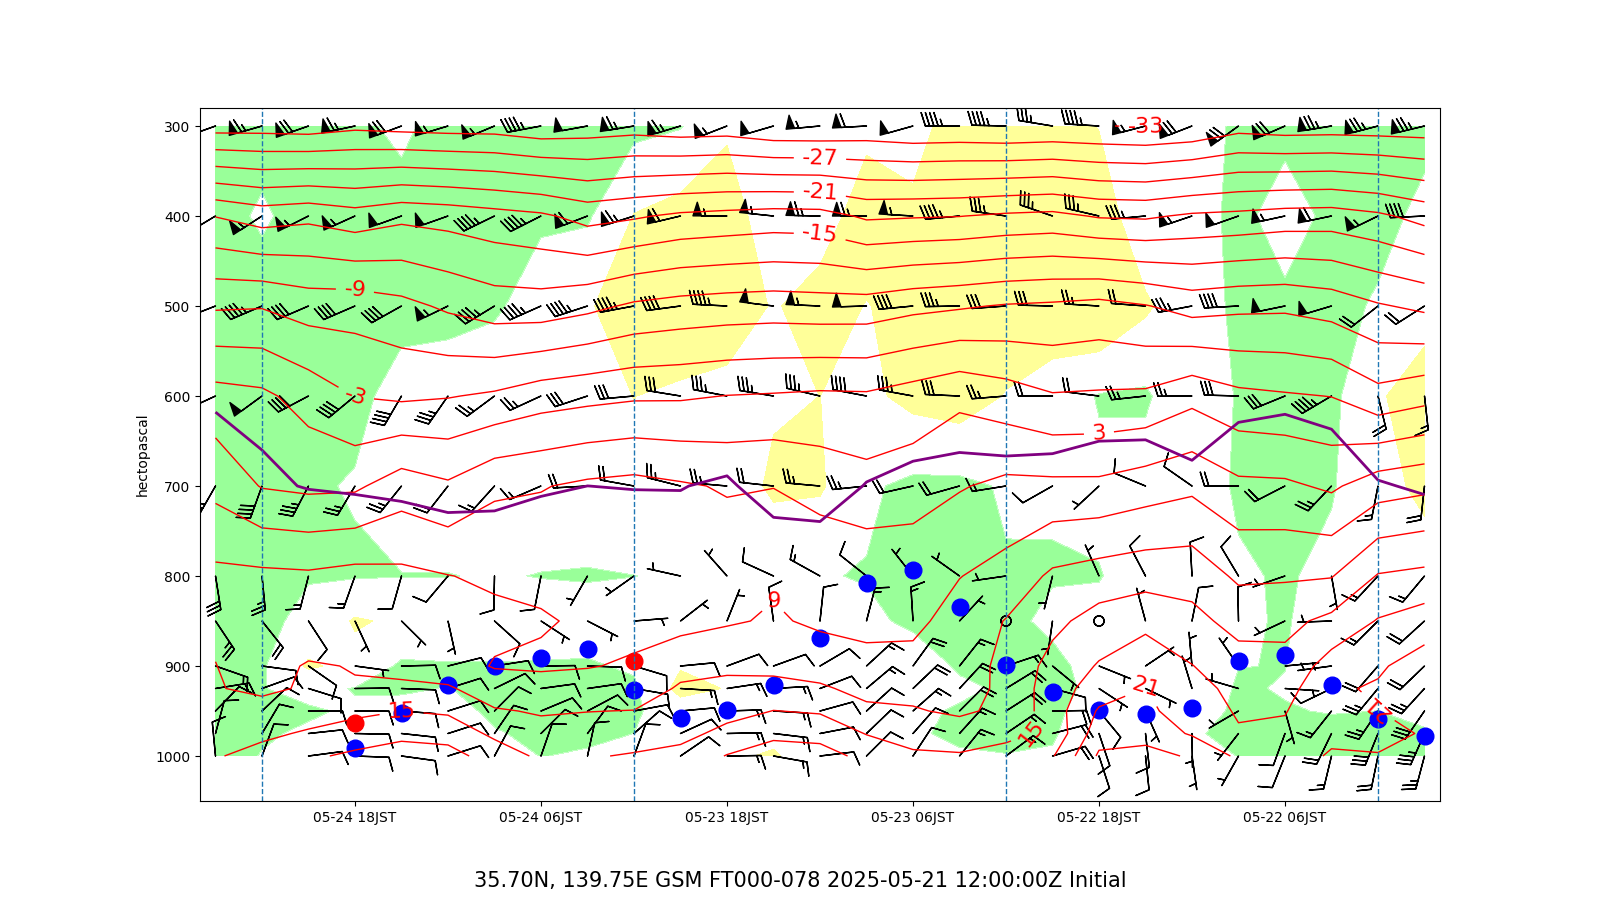 300
-33
-27
-21
400
-15
-9
500
-3
600
3
hectopascal
700
800
9
900
21
15
15
1000
05-24 18JST
05-24 06JST
05-23 18JST
05-23 06JST
05-22 18JST
05-22 06JST
35.70N, 139.75E GSM FT000-078 2025-05-21 12:00:00Z Initial